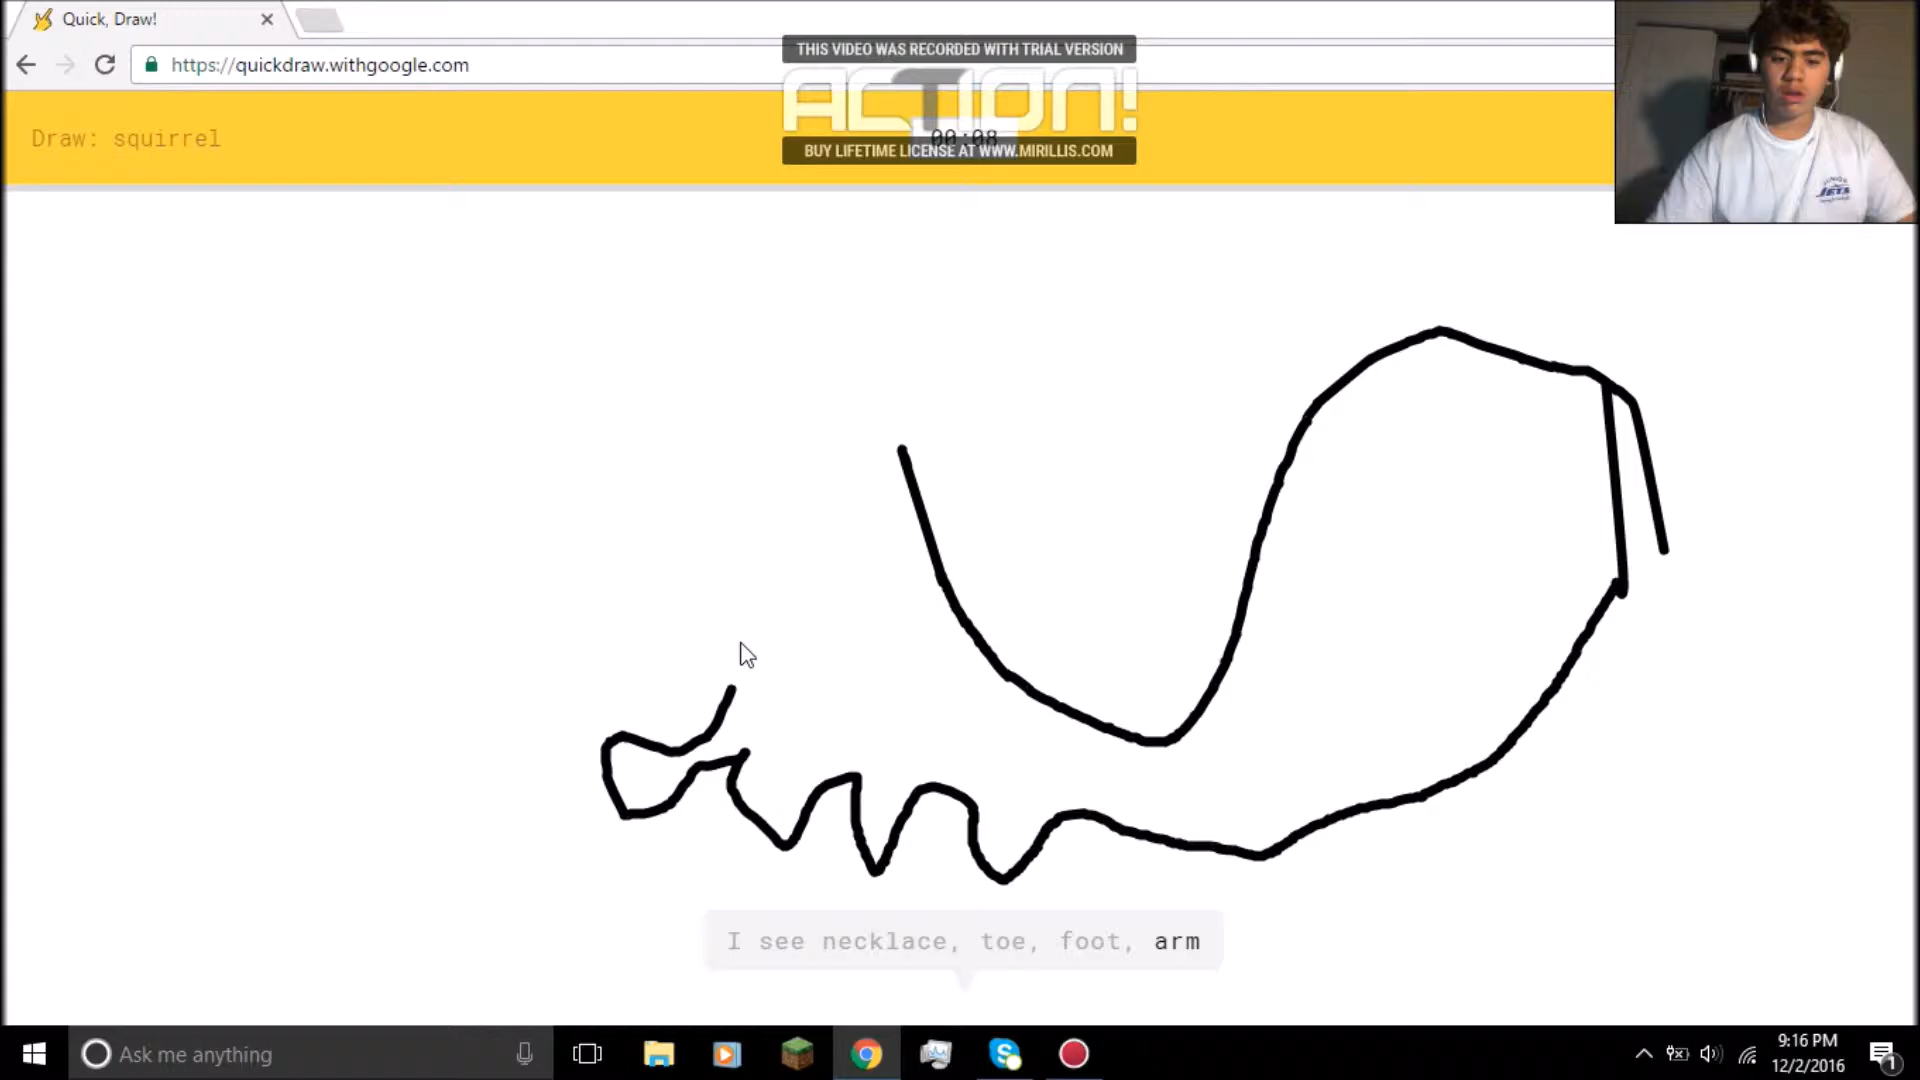 Quick, Draw!
THIS VIDEO WAS RECORDED WITH TRIAL VERSION
https://quickdraw.withgoogle.com
ACTION!
Draw: squirrel
00:08
BUY LIFETIME LICENSE AT WWW.MIRILLIS.COM
JETS
I see necklace, toe, foot, arm
Ask me anything
9:16 PM
12/2/2016
1